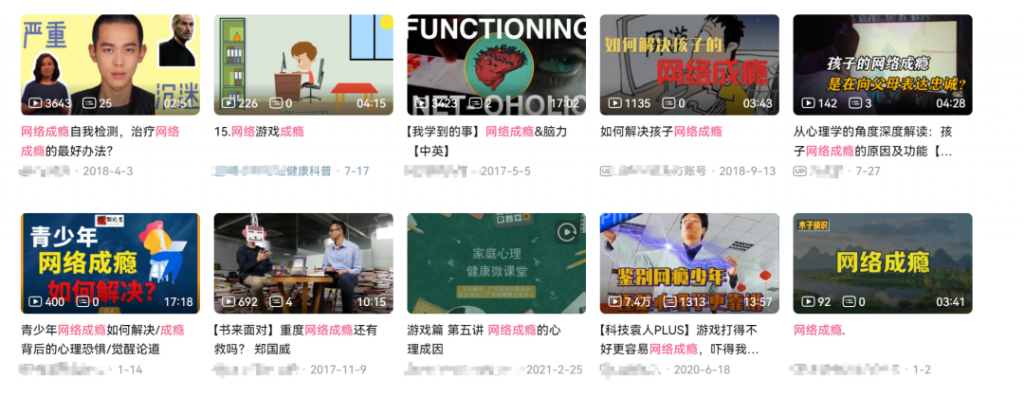 严重
沉迷
3643 25 02:51
网络成瘾自我检测，治疗网络
成瘾的最好办法？
· 2018-4-3
226 0 04:15
15.网络游戏成瘾
健康科普 · 7-17
FUNCTIONING
3423 2 17:02
【我学到的事】网络成瘾&脑力
【中英】
2017-5-5
如何解决孩子的
网络成瘾
1135 0 03:43
如何解决孩子网络成瘾
方账号 · 2018-9-13
孩子的网络成瘾
是在向父母表达忠诚？
142 3 04:28
从心理学的角度深度解读：孩
子网络成瘾的原因及功能【...
UP · 7-27
青少年
网络成瘾
如何解决？
400 0 17:18
青少年网络成瘾如何解决/成瘾
背后的心理恐惧/觉醒论道
· 1-14
692 4 10:15
【书来面对】重度网络成瘾还有
救吗？ 郑国威
· 2017-11-9
家庭心理
健康微课堂
游戏篇 第五讲 网络成瘾的心
理成因
· 2021-2-25
鉴别网瘾少年
1313 13:57
【科技袁人PLUS】游戏打得不
好更容易网络成瘾，吓得我...
· 2020-6-18
网络成瘾
92 0 03:41
网络成瘾.
· 1-2